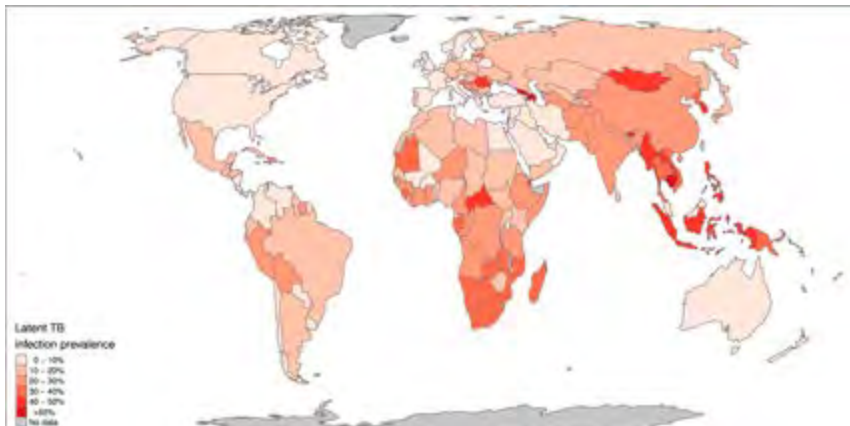 Latent TB
infection prevalence
0 - 10%
10 - 20%
20 - 30%
30 - 40%
40 - 50%
>50%
No data